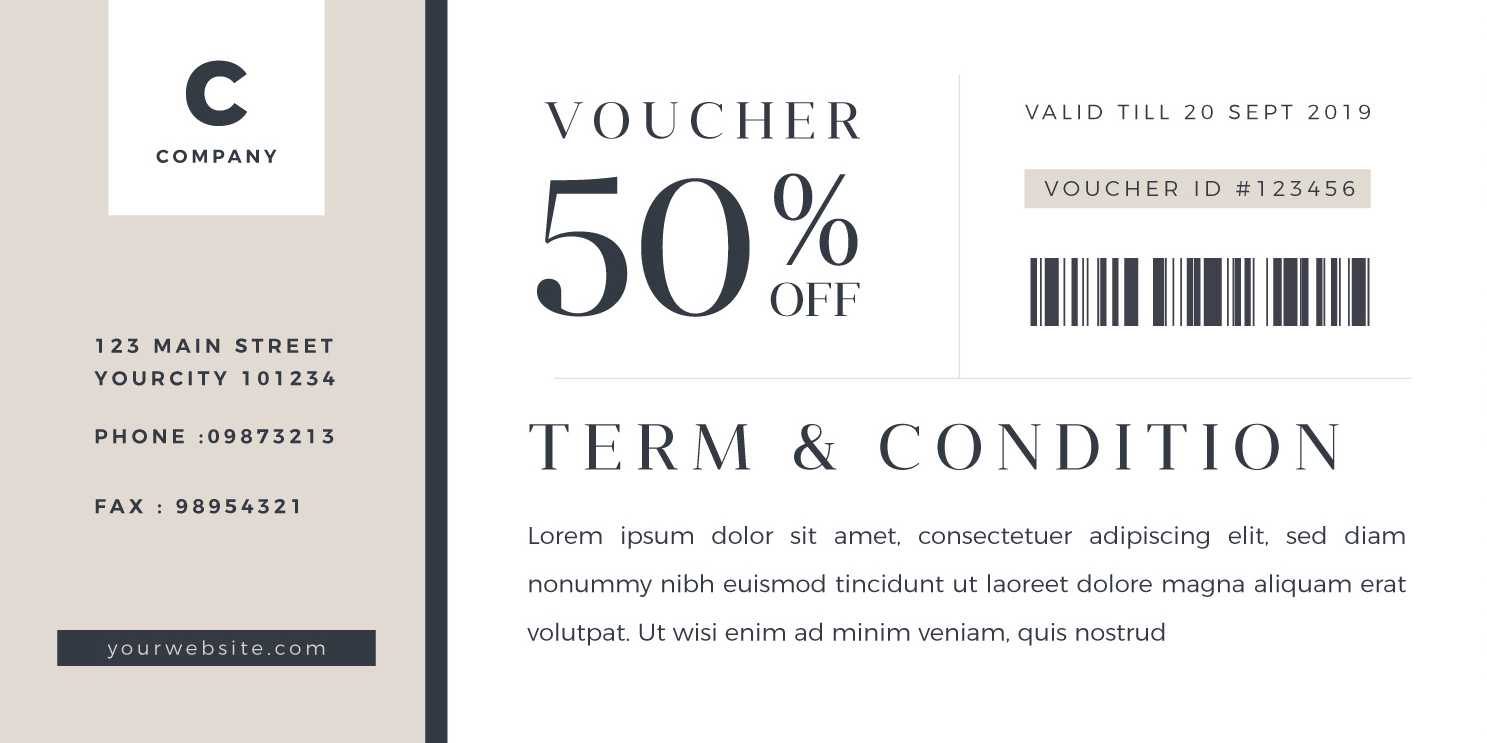 C
COMPANY
123 MAIN STREET
YOURCITY 101234
PHONE :09873213
FAX : 98954321
yourwebsite.com
VOUCHER
50%
OFF
VALID TILL 20 SEPT 2019
VOUCHER ID #123456
TERM & CONDITION
Lorem ipsum dolor sit amet, consectetuer adipiscing elit, sed diam
nonummy nibh euismod tincidunt ut laoreet dolore magna aliquam erat
volutpat. Ut wisi enim ad minim veniam, quis nostrud